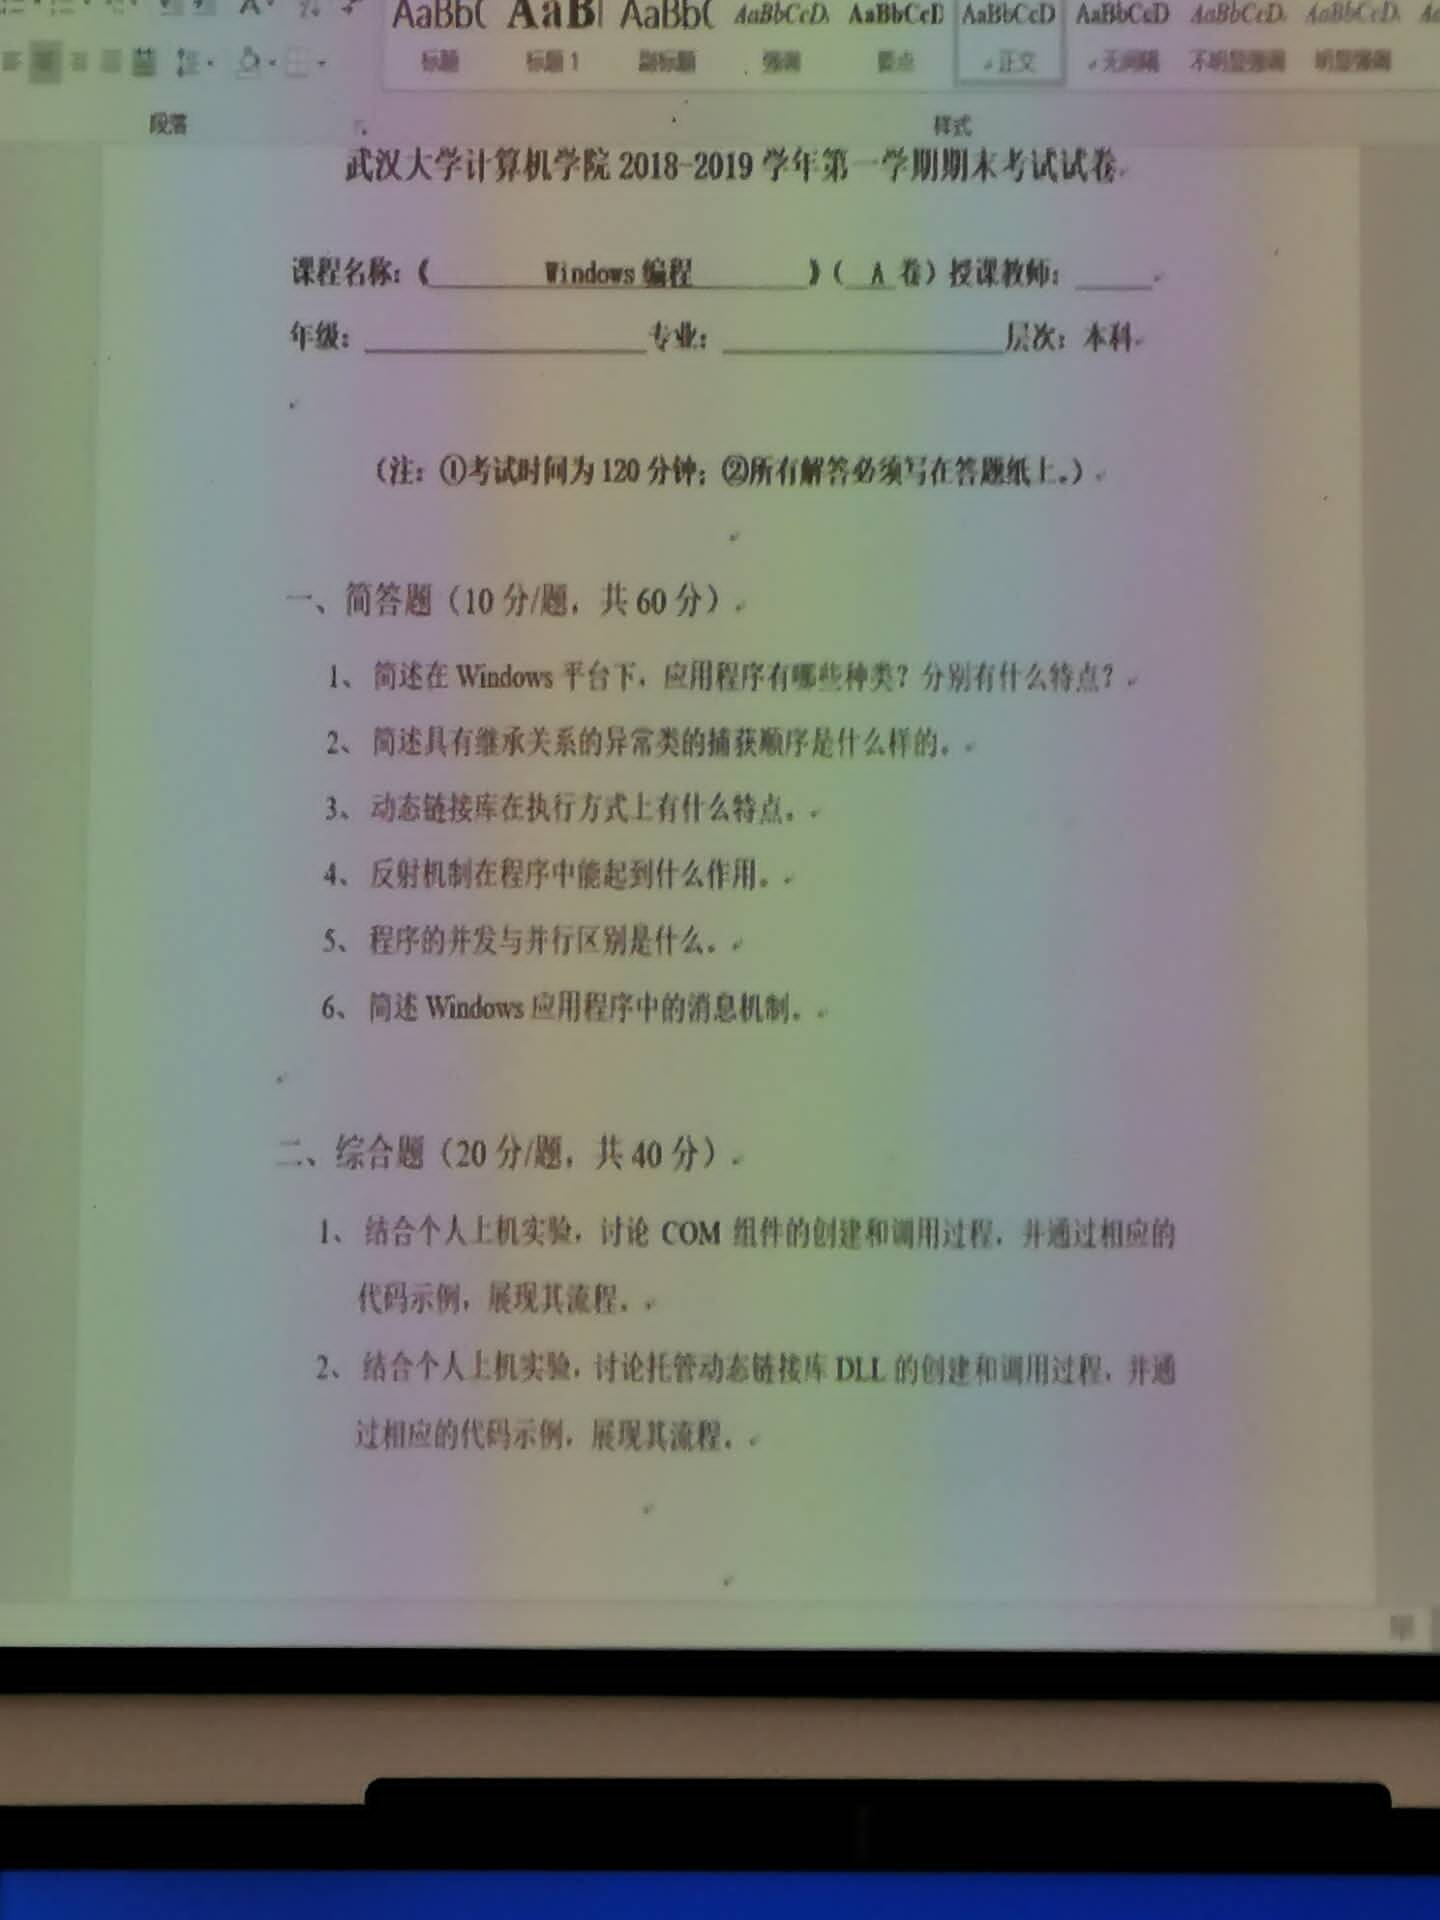 AaBbC AaBl AaBbC AaBbCcD AaBbCcD AaBbCcD AaBbCcD AaBbCcD AaBbCcD
标题 标题 1 副标题 强调 要点 正文 无间隔 不明显强调 明显强调
段落 样式
武汉大学计算机学院 2018-2019 学年第一学期期末考试试卷
课程名称:《 Windows 编程 》( A 卷)授课教师:
年级: 专业: 层次:本科
(注:①考试时间为 120 分钟;②所有解答必须写在答题纸上。)
一、简答题(10 分/题,共 60 分)
1、 简述在 Windows 平台下,应用程序有哪些种类?分别有什么特点?
2、 简述具有继承关系的异常类的捕获顺序是什么样的。
3、 动态链接库在执行方式上有什么特点。
4、 反射机制在程序中能起到什么作用。
5、 程序的并发与并行区别是什么。
6、 简述 Windows 应用程序中的消息机制。
二、综合题(20 分/题,共 40 分)
1、 结合个人上机实验,讨论 COM 组件的创建和调用过程,并通过相应的
代码示例,展现其流程。
2、 结合个人上机实验,讨论托管动态链接库 DLL 的创建和调用过程,并通
过相应的代码示例,展现其流程。